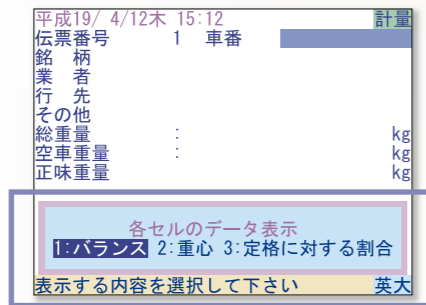 平成19/ 4/12木 15:12 計量
伝票番号 1 車番
銘 柄
業 者
行 先
その他
総重量 : kg
空車重量 : kg
正味重量 kg
各セルのデータ表示
1:バランス 2:重心 3:定格に対する割合
表示する内容を選択して下さい 英大